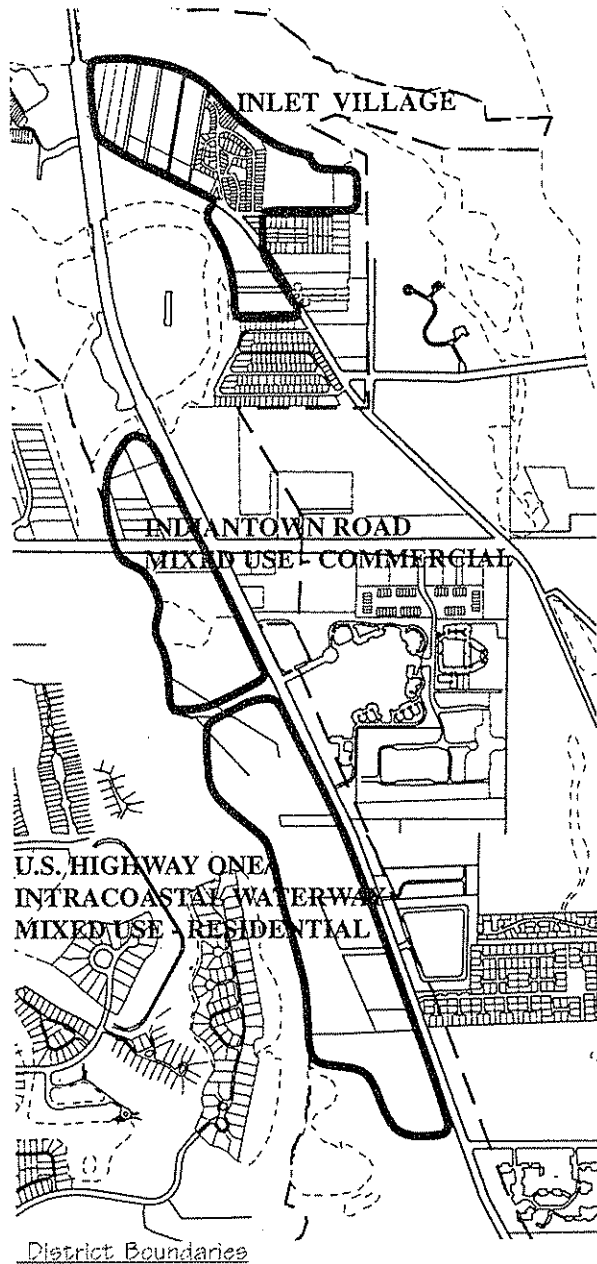 INLET VILLAGE
INDIANTOWN ROAD
MIXED USE - COMMERCIAL
U.S. HIGHWAY ONE/
INTRACOASTAL WATERWAY
MIXED USE - RESIDENTIAL
District Boundaries